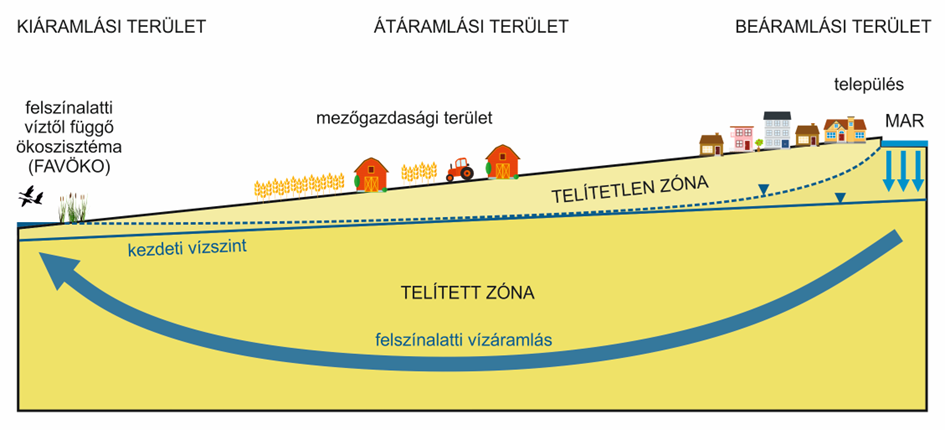 KIÁRAMLÁSI TERÜLET
ÁTÁRAMLÁSI TERÜLET
BEÁRAMLÁSI TERÜLET
település
felszínalatti
víztől függő
ökoszisztéma
(FAVÖKO)
mezőgazdasági terület
MAR
TELÍTETLEN ZÓNA
kezdeti vízszint
TELÍTETT ZÓNA
felszínalatti vízáramlás